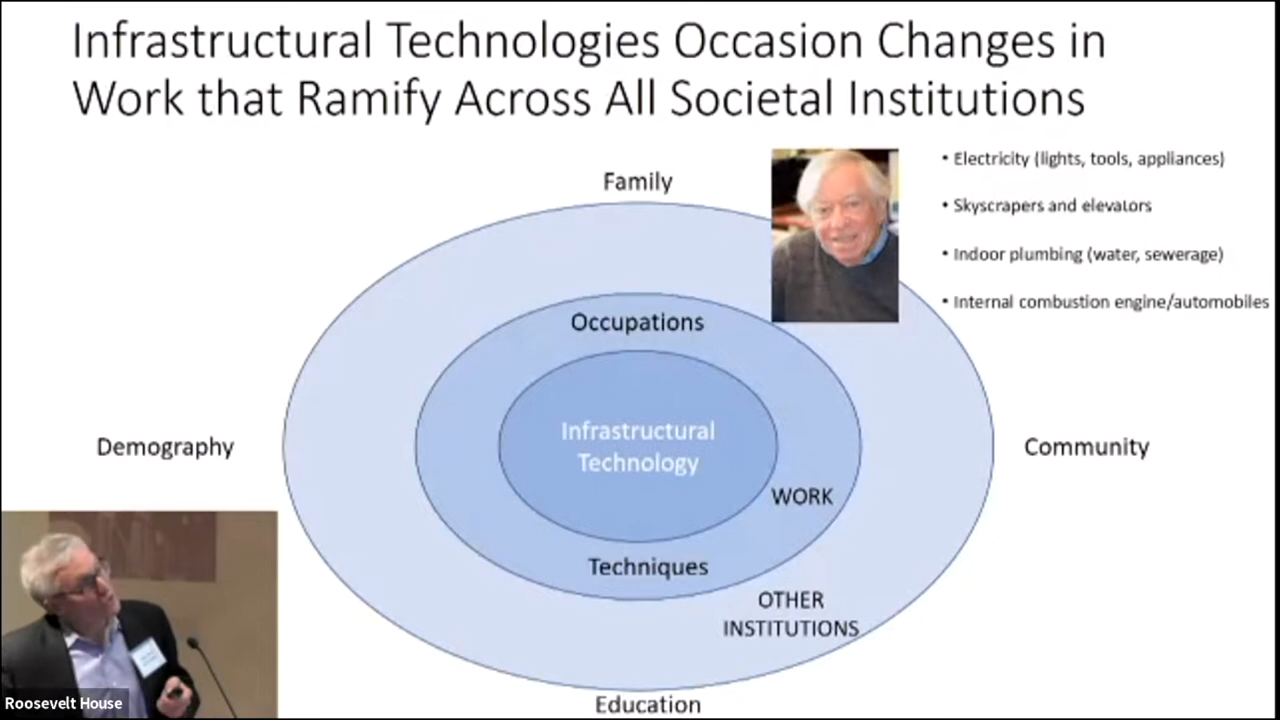 Infrastructural Technologies Occasion Changes in
Work that Ramify Across All Societal Institutions
Family
• Electricity (lights, tools, appliances)
• Skyscrapers and elevators
• Indoor plumbing (water, sewerage)
• Internal combustion engine/automobiles
Occupations
Infrastructural
Technology
Demography
Community
WORK
Techniques
OTHER
INSTITUTIONS
Education
Roosevelt House